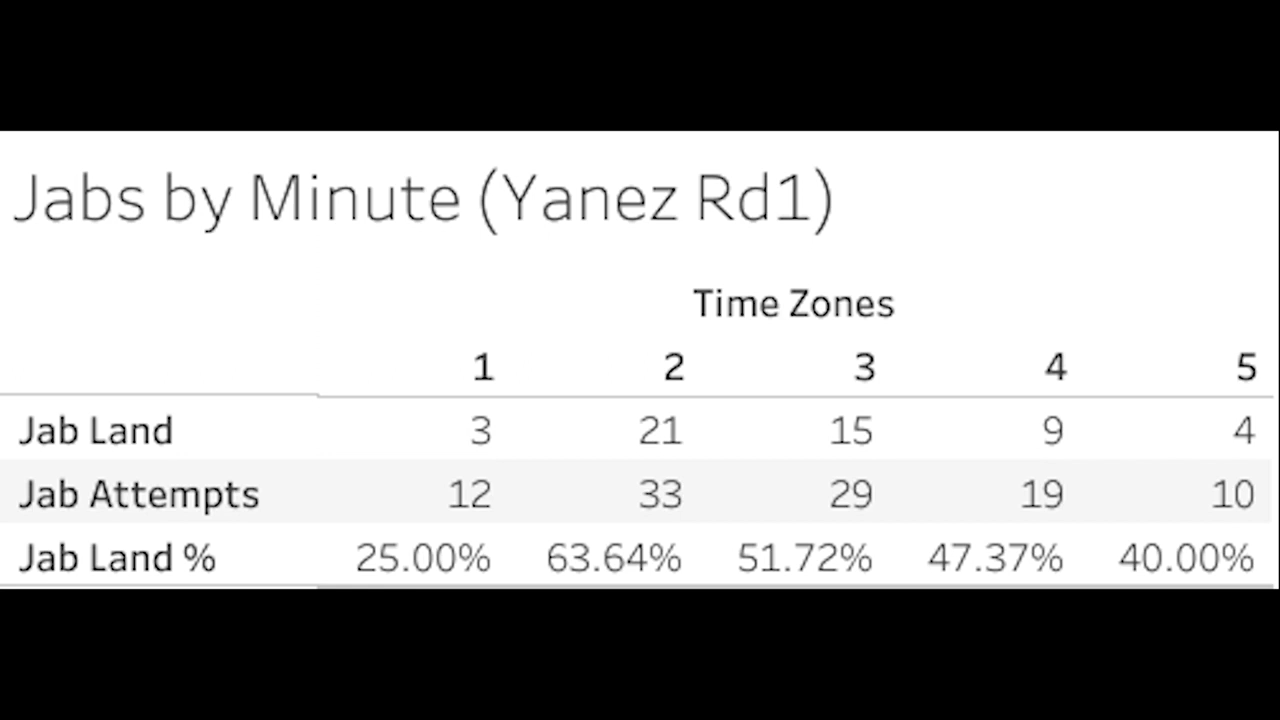 Jabs by Minute (Yanez Rd1)
Time Zones
1 2 3 4 5
Jab Land 3 21 15 9 4
Jab Attempts 12 33 29 19 10
Jab Land % 25.00% 63.64% 51.72% 47.37% 40.00%